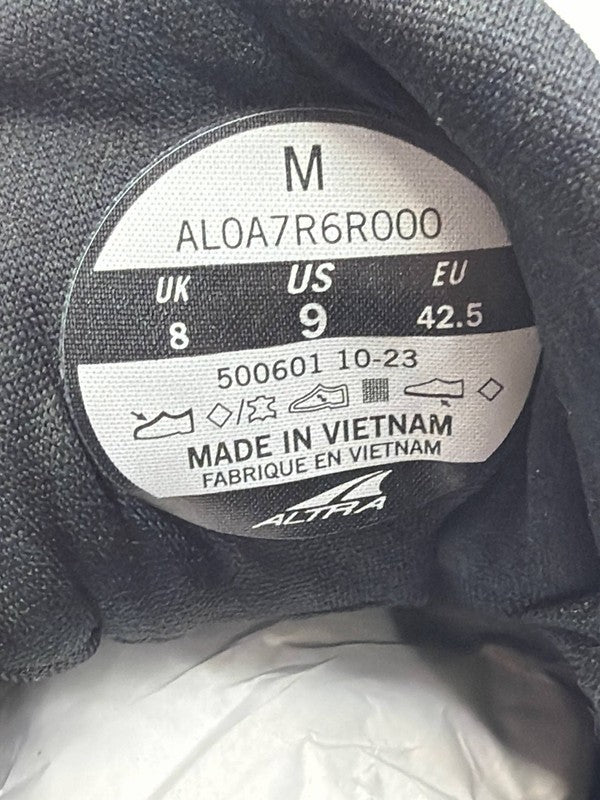 M
AL0A7R6R000
UK US EU
8 9 42.5
500601 10-23
MADE IN VIETNAM
FABRIQUE EN VIETNAM
ALTRA